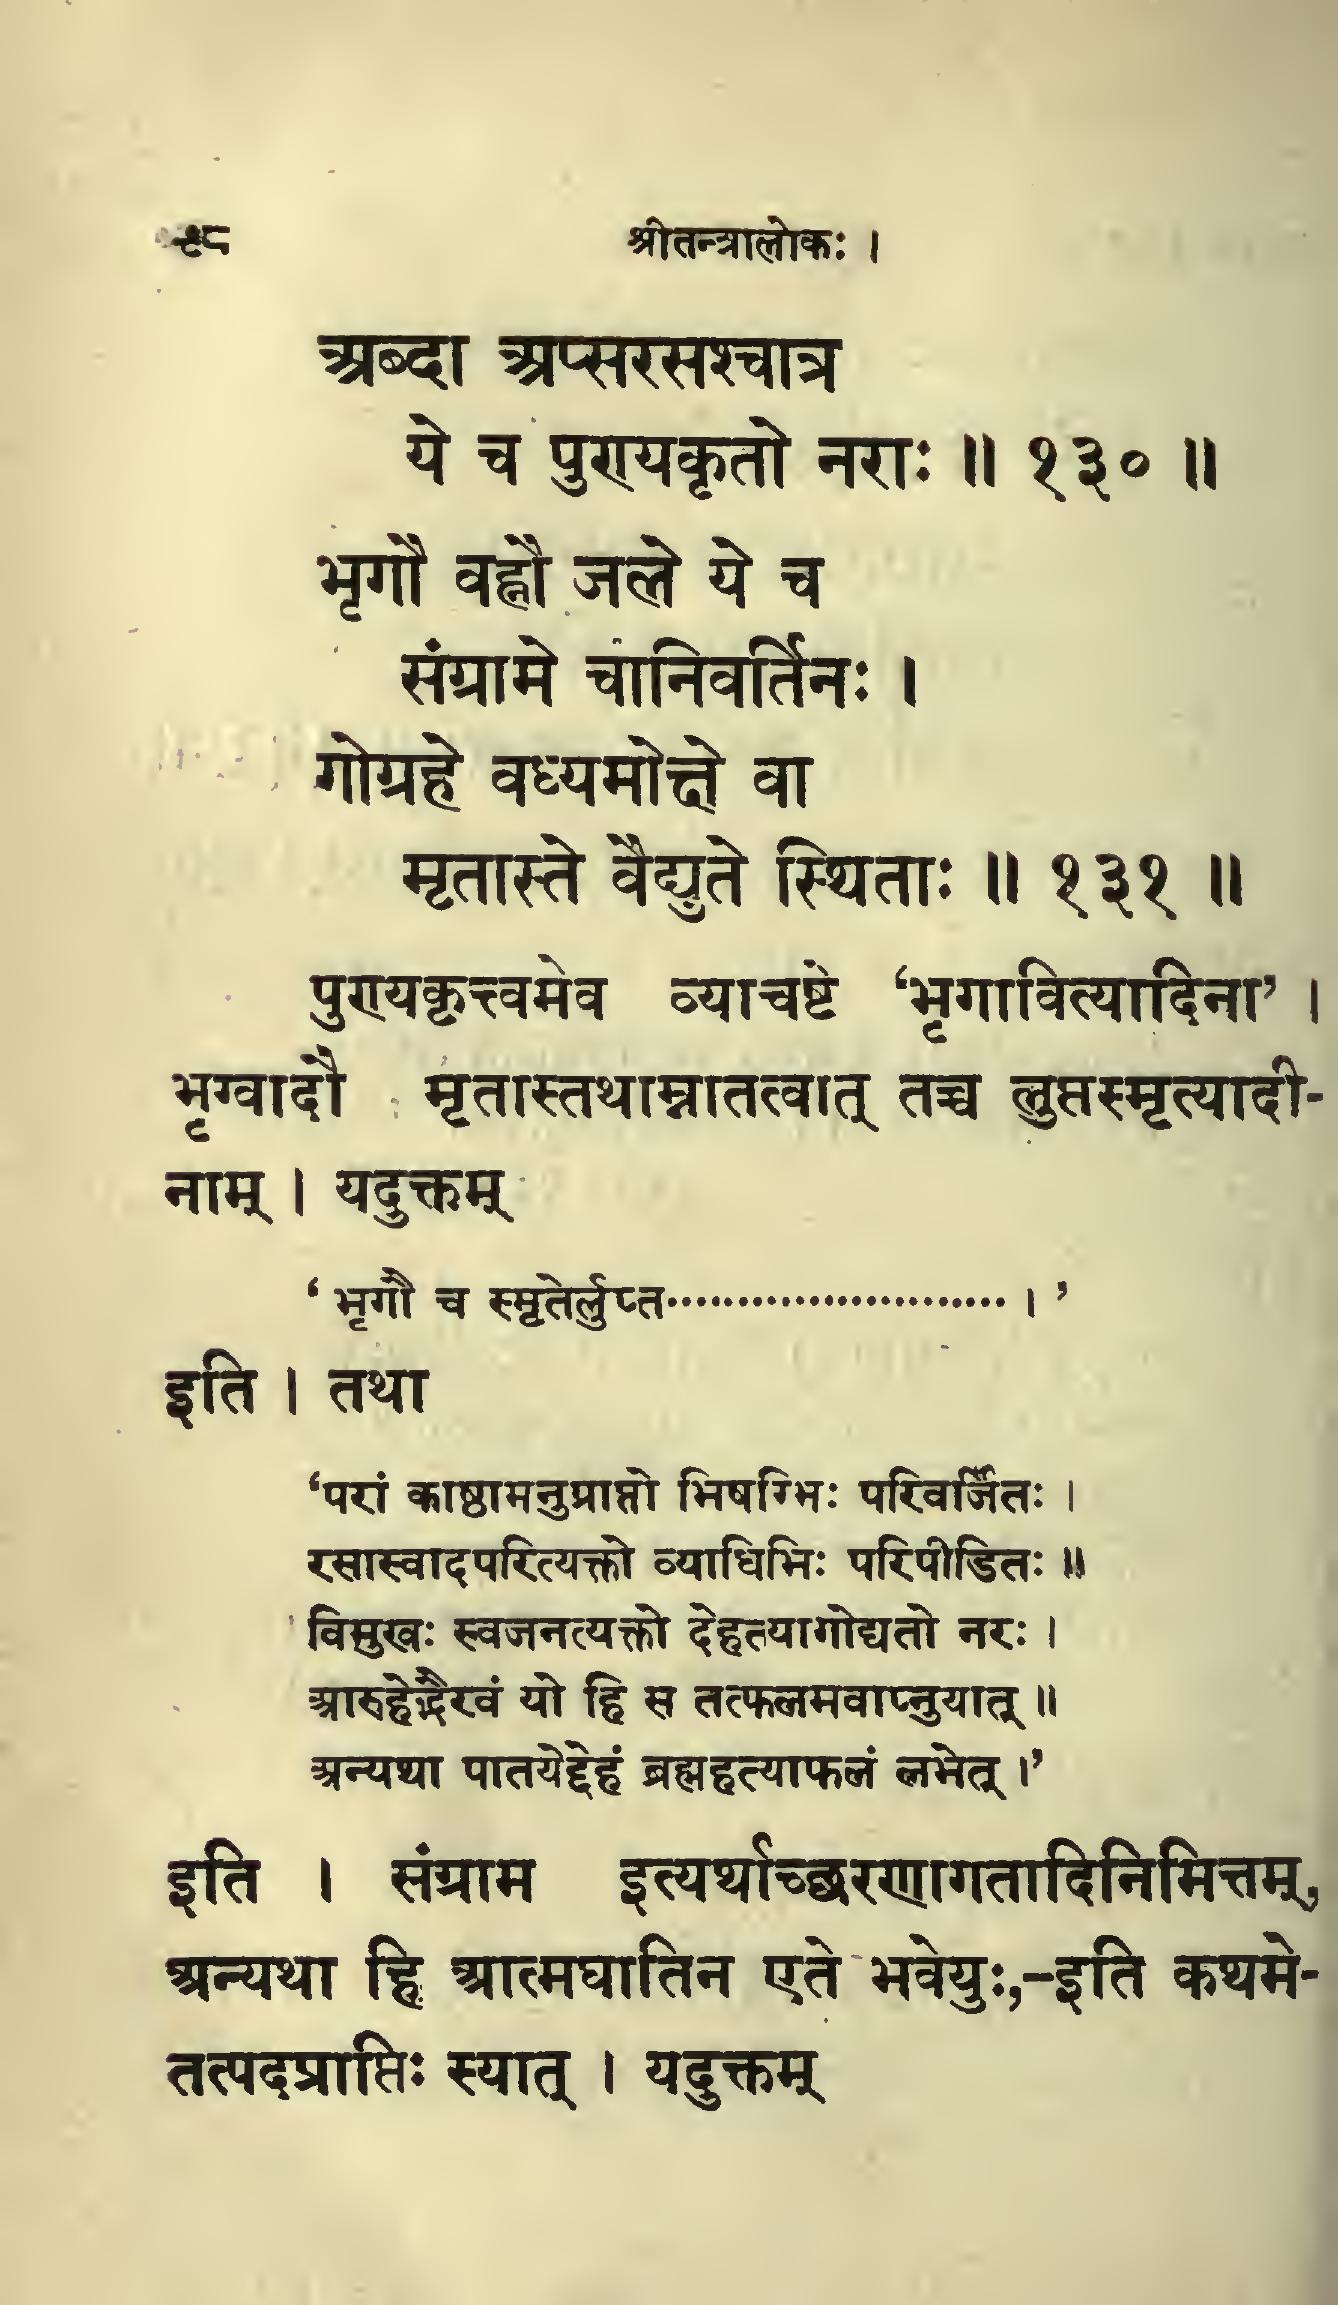 श्रीतन्त्रालोकः ।
अब्दा अप्सरसश्चात्र
ये च पुण्यकृतो नराः ॥ १३० ॥
भृगौ वह्नौ जले ये च
संग्रामे चानिवर्तिनः ।
गोग्रहे वध्यमोक्षे वा
मृतास्ते वैद्युते स्थिताः ॥ १३१ ॥
पुण्यकृत्त्वमेव व्याचष्टे ‘भृगावित्यादिना’ ।
भृग्वादौ मृतास्तथाम्नातत्वात् तच्च लुप्तस्मृत्यादी-
नाम् । यदुक्तम्
‘ भृगौ च स्मृतेर्लुप्त························ । ’
इति । तथा
‘परां काष्ठामनुप्राप्तो भिषग्भिः परिवर्जितः ।
रसास्वादपरित्यक्तो व्याधिभिः परिपीडितः ॥
विमुखः स्वजनत्यक्तो देहत्यागोद्यतो नरः ।
आरुहेद्भैरवं यो हि स तत्फलमवाप्नुयात् ॥
अन्यथा पातयेद्देहं ब्रह्महत्याफलं लभेत् ।’
इति । संग्राम इत्यर्थाच्छरणागतादिनिमित्तम्,
अन्यथा हि आत्मघातिन एते भवेयुः,-इति कथमे-
तत्पदप्राप्तिः स्यात् । यदुक्तम्